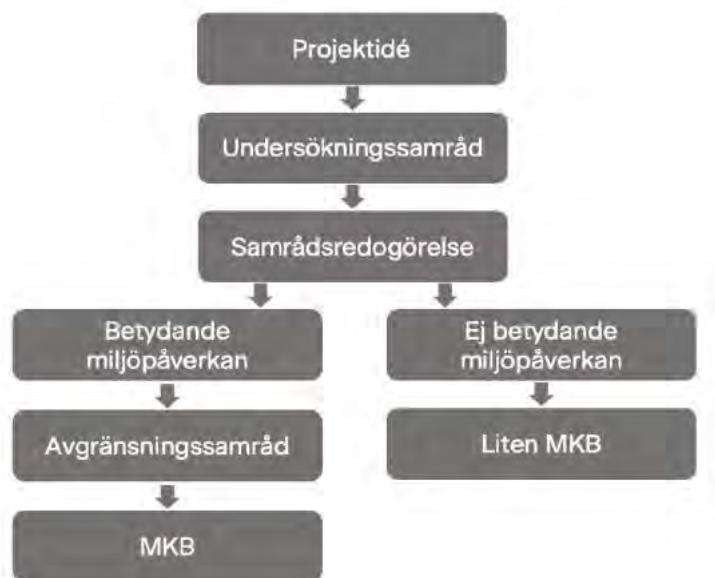 Projektidé
Undersökningssamråd
Samrådsredogörelse
Betydande
miljöpåverkan
Ej betydande
miljöpåverkan
Avgränsningssamråd
Liten MKB
MKB